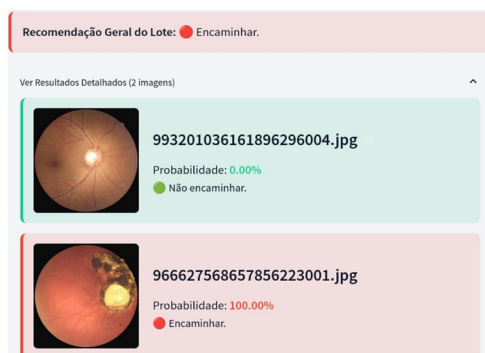 Recomendação Geral do Lote: 🔴 Encaminhar.
Ver Resultados Detalhados (2 imagens)
993201036161896296004.jpg
Probabilidade: 0.00%
🟢 Não encaminhar.
966627568657856223001.jpg
Probabilidade: 100.00%
🔴 Encaminhar.